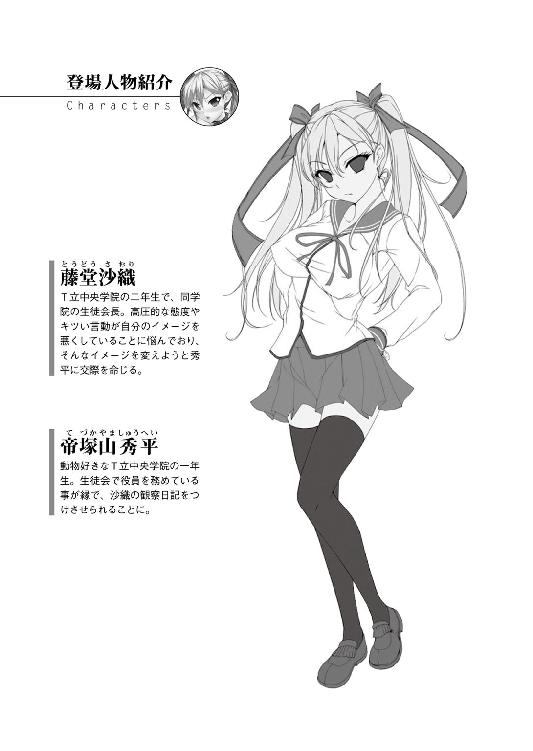 登場人物紹介
Characters
とうどう さ おり
藤堂沙織
T立中央学院の二年生で、同学
院の生徒会長。高圧的な態度や
キツい言動が自分のイメージを
悪くしていることに悩んでおり、
そんなイメージを変えようと秀
平に交際を命じる。
て づかやましゅうへい
帝塚山秀平
動物好きなT立中央学院の一年
生。生徒会で役員を務めている
事が縁で、沙織の観察日記をつ
けさせられることに。